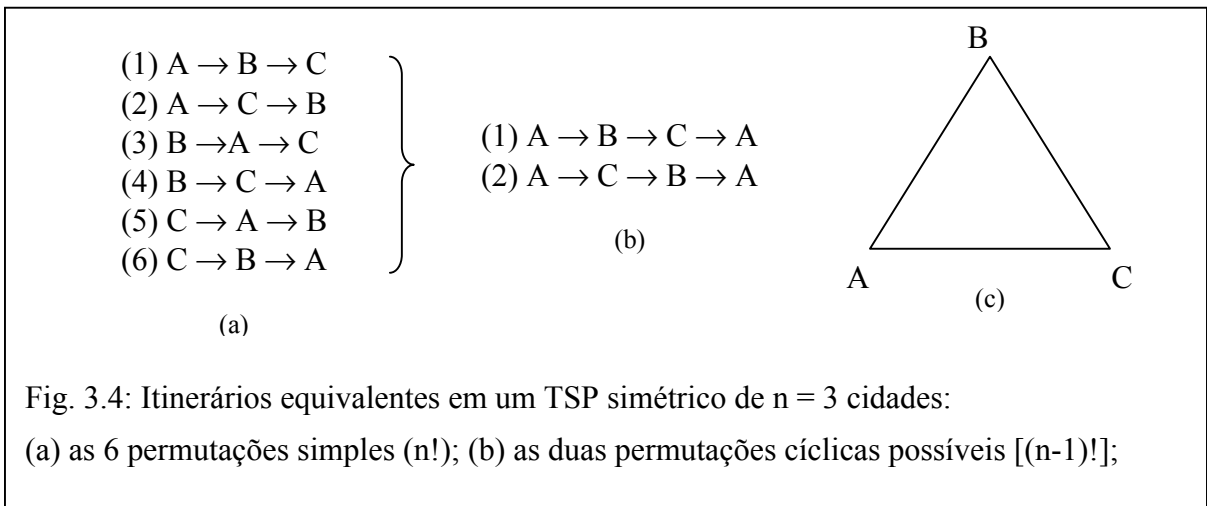 (1) A → B → C
(2) A → C → B
(3) B →A → C
(4) B → C → A
(5) C → A → B
(6) C → B → A
(a)
(1) A → B → C → A
(2) A → C → B → A
(b)
B
A
C
(c)
Fig. 3.4: Itinerários equivalentes em um TSP simétrico de n = 3 cidades:
(a) as 6 permutações simples (n!); (b) as duas permutações cíclicas possíveis [(n-1)!];